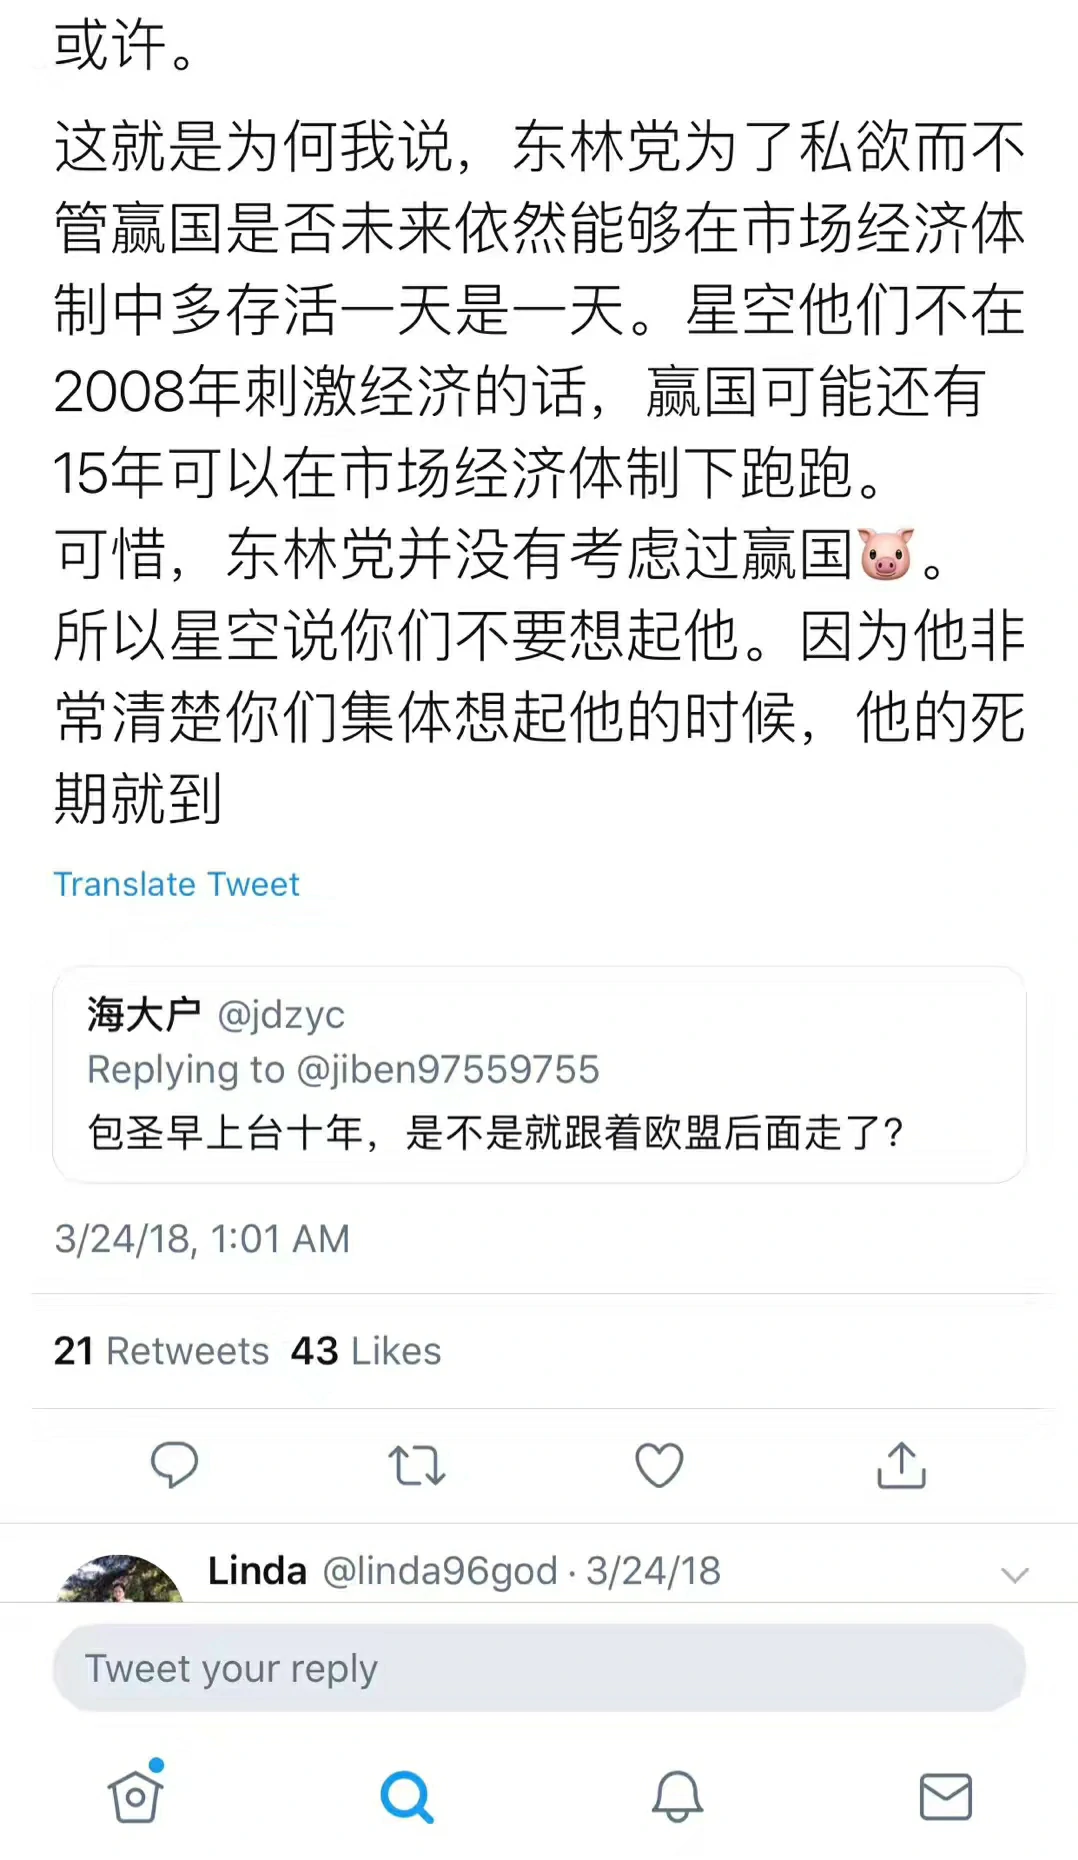 或许。
这就是为何我说，东林党为了私欲而不
管赢国是否未来依然能够在市场经济体
制中多存活一天是一天。星空他们不在
2008年刺激经济的话，赢国可能还有
15年可以在市场经济体制下跑跑。
可惜，东林党并没有考虑过赢国🐷。
所以星空说你们不要想起他。因为他非
常清楚你们集体想起他的时候，他的死
期就到
Translate Tweet
海大户 @jdzyc
Replying to @jiben97559755
包圣早上台十年，是不是就跟着欧盟后面走了?
3/24/18, 1:01 AM
21 Retweets 43 Likes
Linda @linda96god · 3/24/18
Tweet your reply